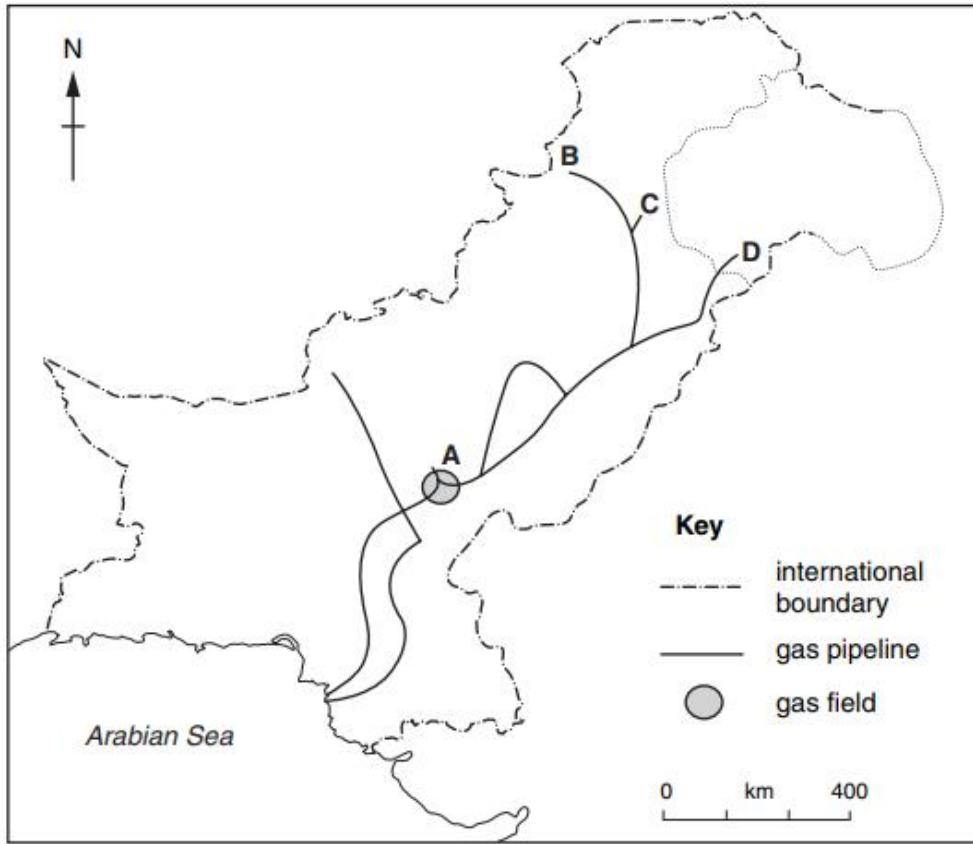 N
B
C
D
A
Key
international
boundary
gas pipeline
gas field
Arabian Sea
0 km 400